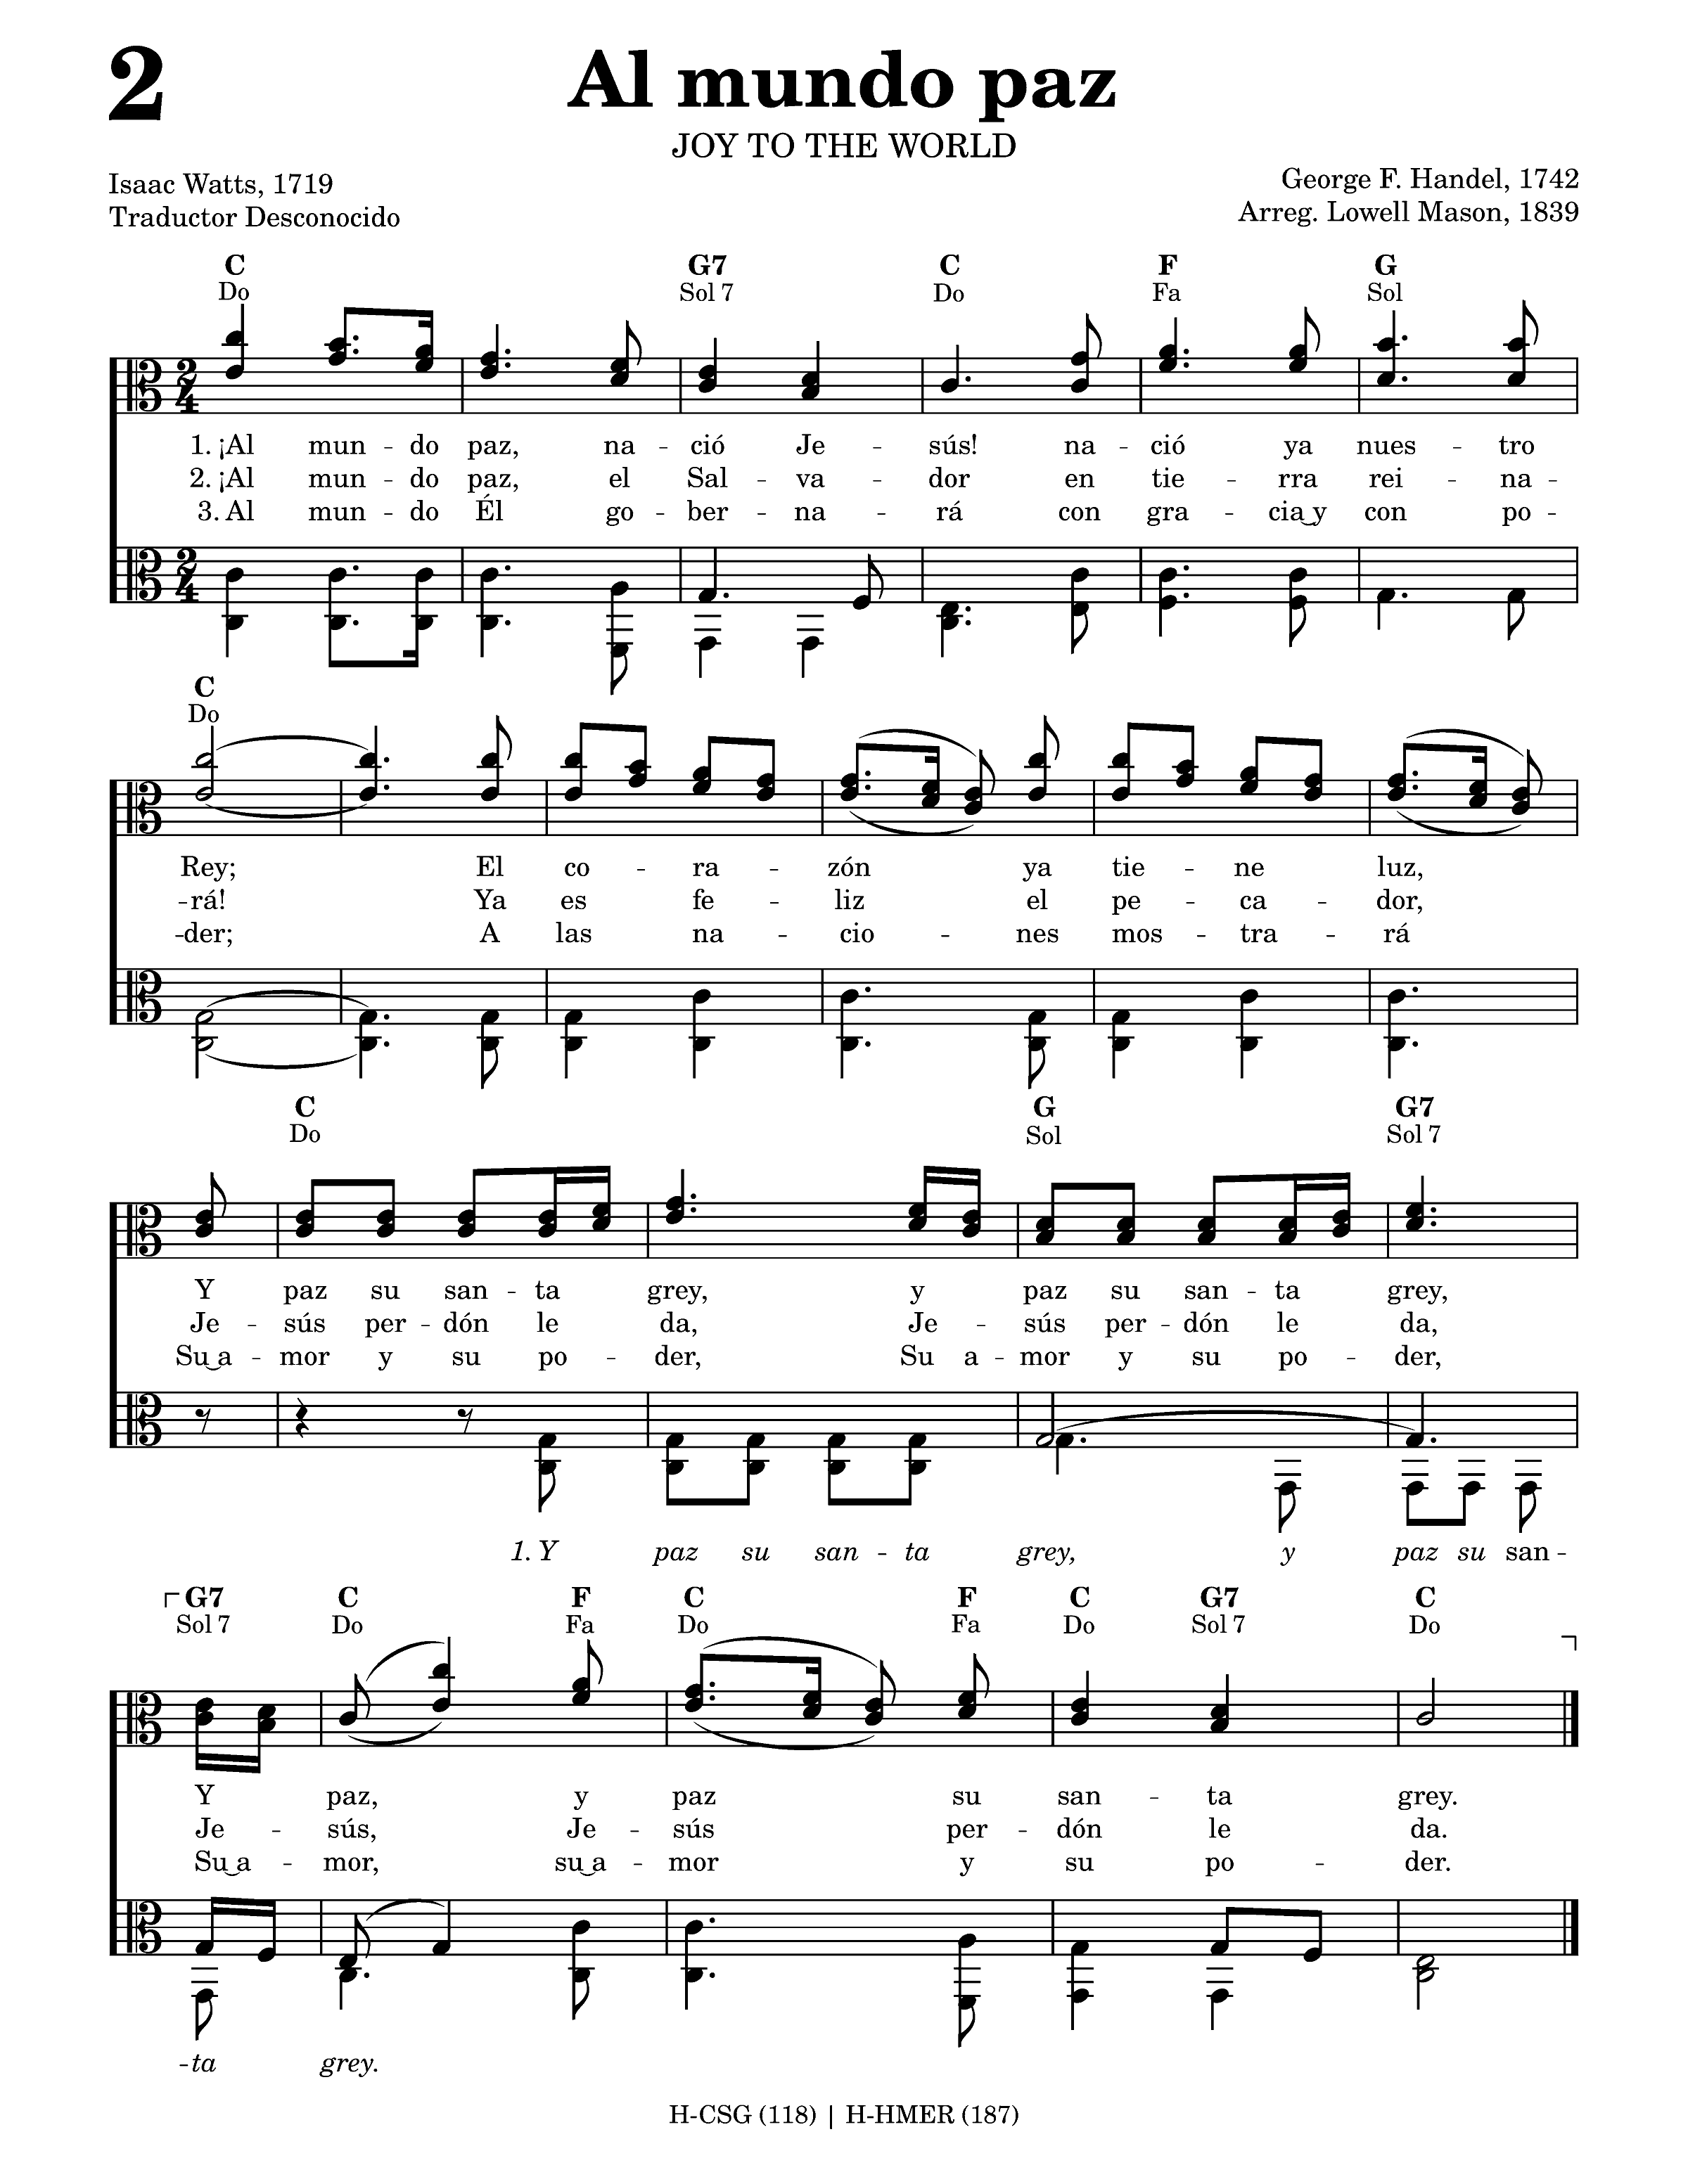 2
Al mundo paz
JOY TO THE WORLD
Isaac Watts, 1719
Traductor Desconocido
George F. Handel, 1742
Arreg. Lowell Mason, 1839
C G7 C F G
Do Sol 7 Do Fa Sol
2 4
1. ¡Al mun - do paz, na - ció Je - sús! na - ció ya nues - tro
2. ¡Al mun - do paz, el Sal - va - dor en tie - rra rei - na -
3. Al mun - do Él go - ber - na - rá con gra - cia‿y con po -
2 4
C
Do
Rey; El co - ra - zón ya tie - ne luz,
- rá! Ya es fe - liz el pe - ca - dor,
- der; A las na - cio - nes mos - tra - rá
C G G7
Do Sol Sol 7
Y paz su san - ta grey, y paz su san - ta grey,
Je - sús per - dón le da, Je - sús per - dón le da,
Su‿a - mor y su po - der, Su a - mor y su po - der,
1. Y paz su san - ta grey, y paz su san -
G7 C F C F C G7 C
Sol 7 Do Fa Do Fa Do Sol 7 Do
Y paz, y paz su san - ta grey.
Je - sús, Je - sús per - dón le da.
Su‿a - mor, su‿a - mor y su po - der.
- ta grey.
H-CSG (118) | H-HMER (187)